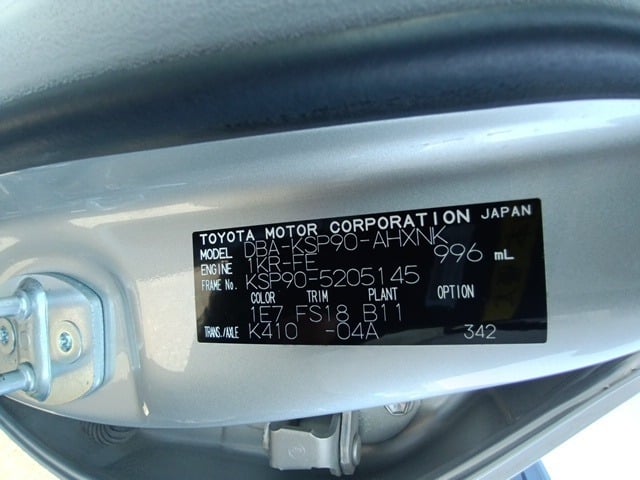 TOYOTA MOTOR CORPORATION JAPAN
MODEL DBA-KSP90-AHXNK
ENGINE 1KR-FE 996 mL
FRAME No. KSP90-5205145
COLOR TRIM PLANT OPTION
1E7 FS18 B11
TRANS./AXLE K410 -04A 342